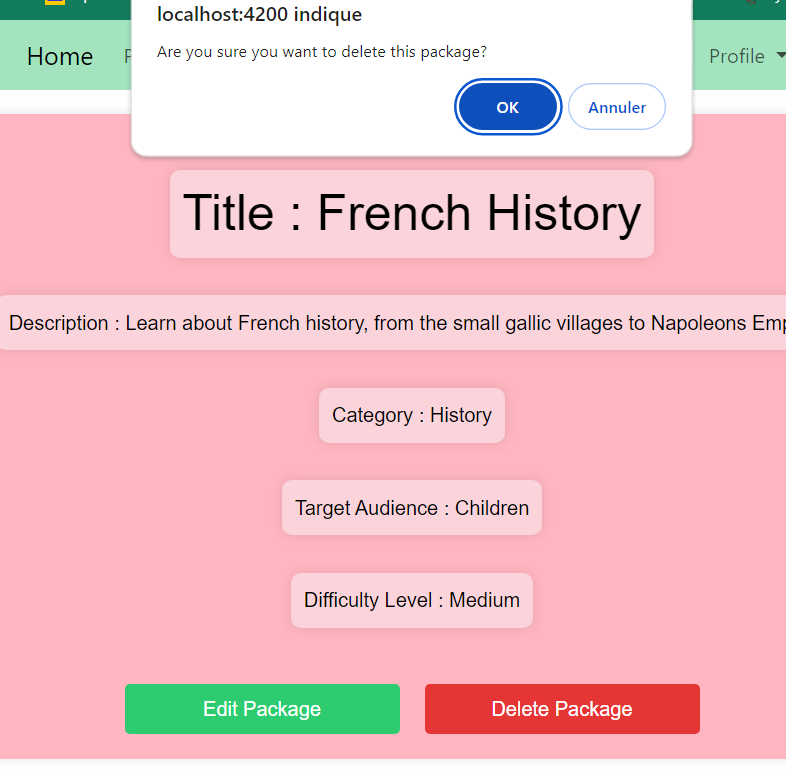 localhost:4200 indique
Are you sure you want to delete this package?
OK
Annuler
Home
Profile
Title : French History
Description : Learn about French history, from the small gallic villages to Napoleons
Category : History
Target Audience : Children
Difficulty Level : Medium
Edit Package
Delete Package